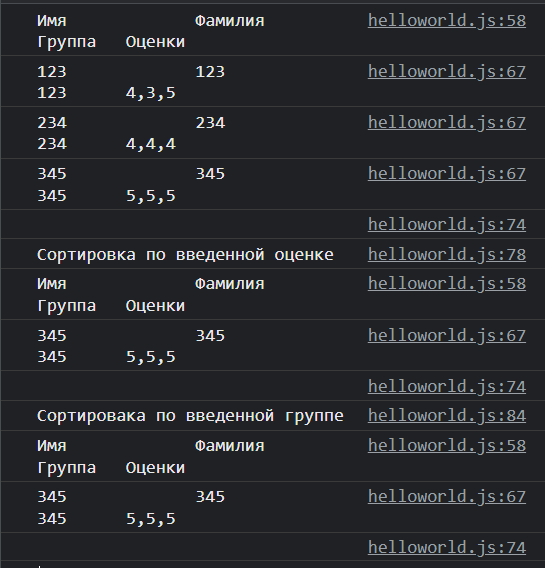 Имя Фамилия helloworld.js:58
Группа Оценки
123 123 helloworld.js:67
123 4,3,5
234 234 helloworld.js:67
234 4,4,4
345 345 helloworld.js:67
345 5,5,5
helloworld.js:74
Сортировка по введенной оценке helloworld.js:78
Имя Фамилия helloworld.js:58
Группа Оценки
345 345 helloworld.js:67
345 5,5,5
helloworld.js:74
Сортировака по введенной группе helloworld.js:84
Имя Фамилия helloworld.js:58
Группа Оценки
345 345 helloworld.js:67
345 5,5,5
helloworld.js:74